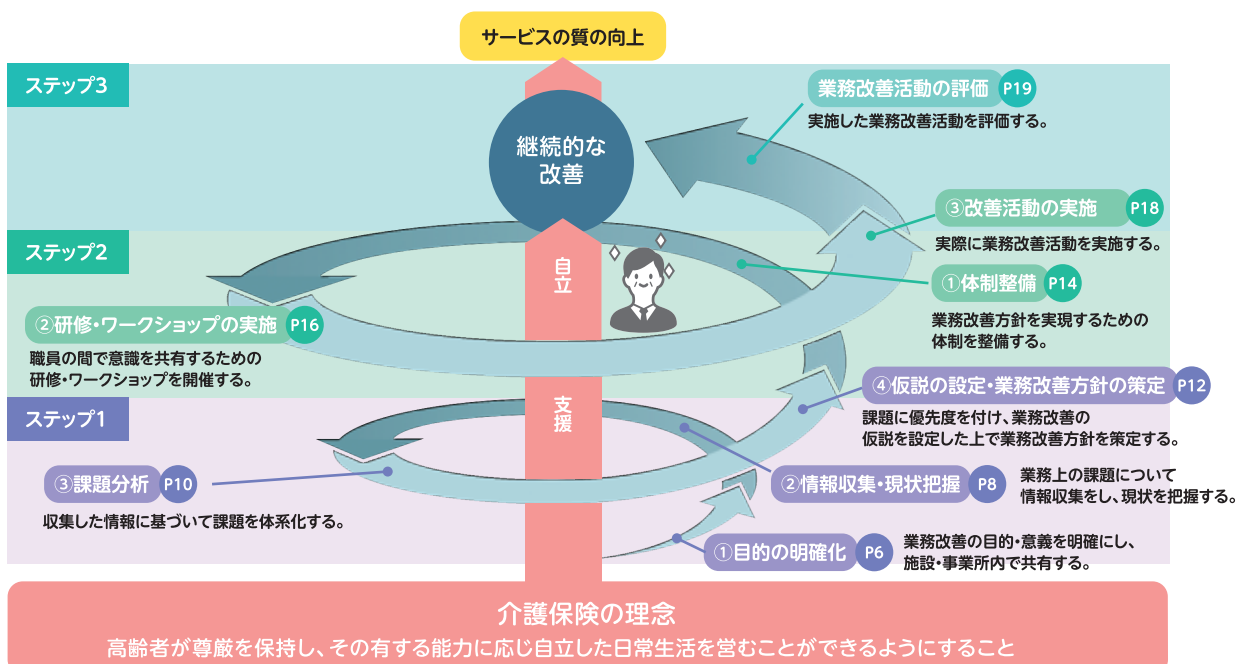 サービスの質の向上
ステップ3
業務改善活動の評価 P19
実施した業務改善活動を評価する。
継続的な
改善
③改善活動の実施 P18
実際に業務改善活動を実施する。
ステップ2
自立
①体制整備 P14
業務改善方針を実現するための
体制を整備する。
②研修・ワークショップの実施 P16
職員の間で意識を共有するための
研修・ワークショップを開催する。
④仮説の設定・業務改善方針の策定 P12
課題に優先度を付け、業務改善の
仮説を設定した上で業務改善方針を策定する。
ステップ1
支援
③課題分析 P10
収集した情報に基づいて課題を体系化する。
②情報収集・現状把握 P8
業務上の課題について
情報収集をし、現状を把握する。
①目的の明確化 P6
業務改善の目的・意義を明確にし、
施設・事業所内で共有する。
介護保険の理念
高齢者が尊厳を保持し、その有する能力に応じ自立した日常生活を営むことができるようにすること